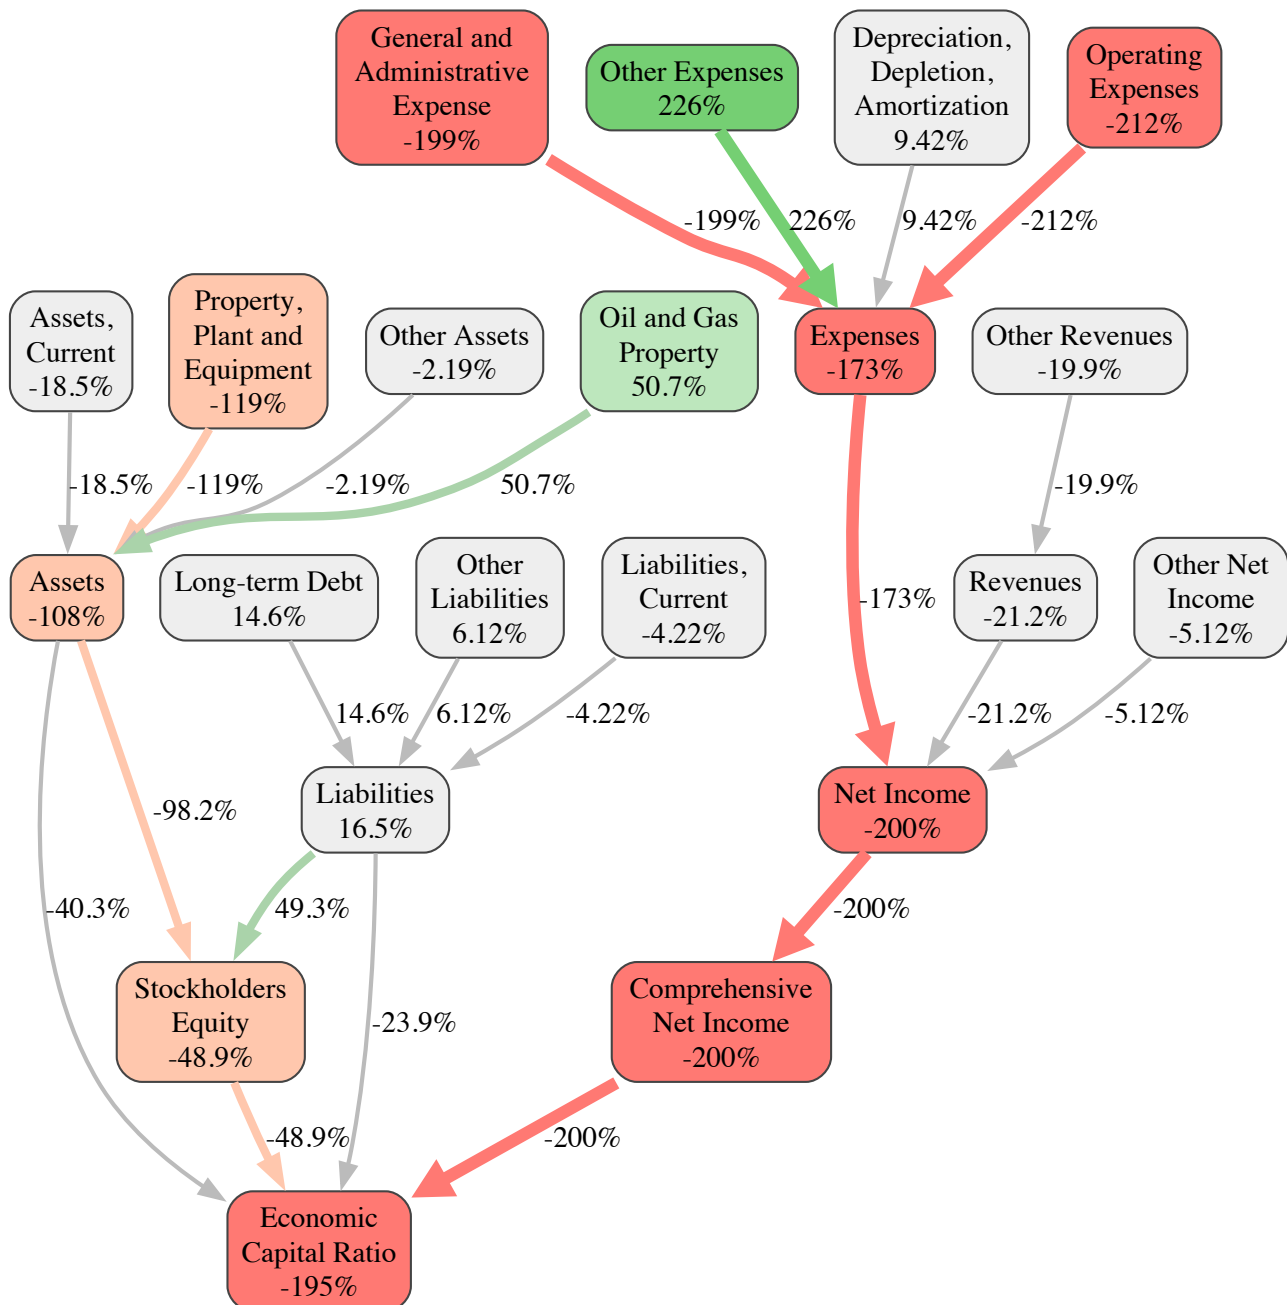 General and
Administrative
Expense
-199%
Other Expenses
226%
Depreciation,
Depletion,
Amortization
9.42%
Operating
Expenses
-212%
-199%
226%
9.42%
-212%
Assets,
Current
-18.5%
Property,
Plant and
Equipment
-119%
Other Assets
-2.19%
Oil and Gas
Property
50.7%
Expenses
-173%
Other Revenues
-19.9%
-18.5%
-119%
-2.19%
50.7%
-19.9%
Assets
-108%
Long-term Debt
14.6%
Other
Liabilities
6.12%
Liabilities,
Current
-4.22%
-173%
Revenues
-21.2%
Other Net
Income
-5.12%
14.6%
6.12%
-4.22%
-21.2%
-5.12%
-98.2%
Liabilities
16.5%
Net Income
-200%
-40.3%
49.3%
-200%
Stockholders
Equity
-48.9%
-23.9%
Comprehensive
Net Income
-200%
-48.9%
-200%
Economic
Capital Ratio
-195%